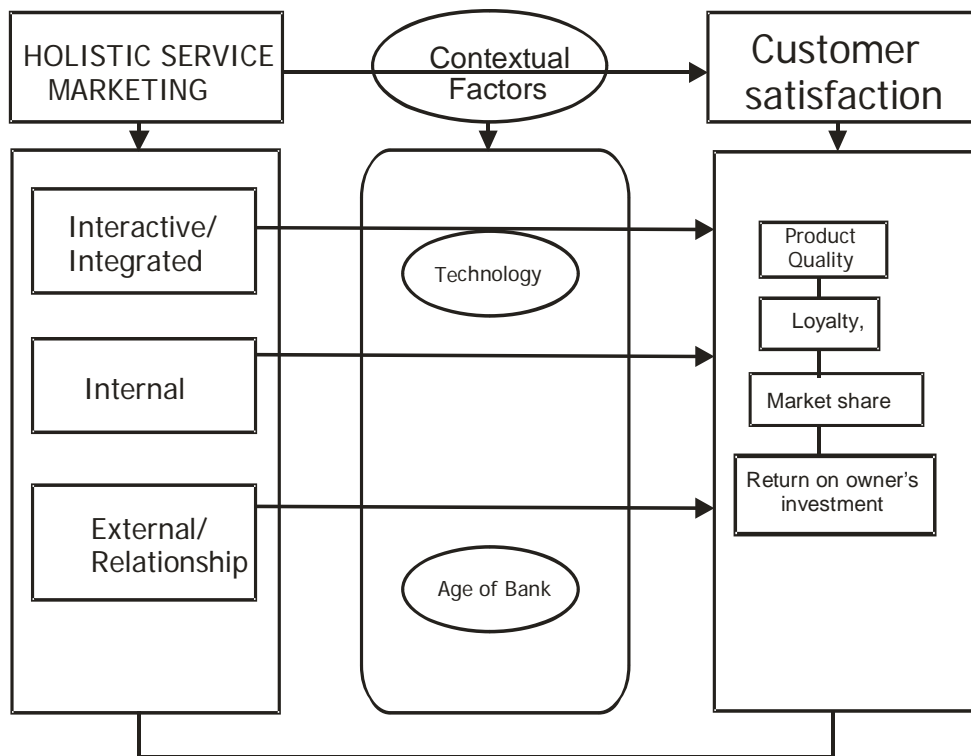 HOLISTIC SERVICE
MARKETING
Contextual
Factors
Customer
satisfaction
Interactive/
Integrated
Internal
External/
Relationship
Technology
Age of Bank
Product
Quality
Loyalty,
Market share
Return on owner's
investment